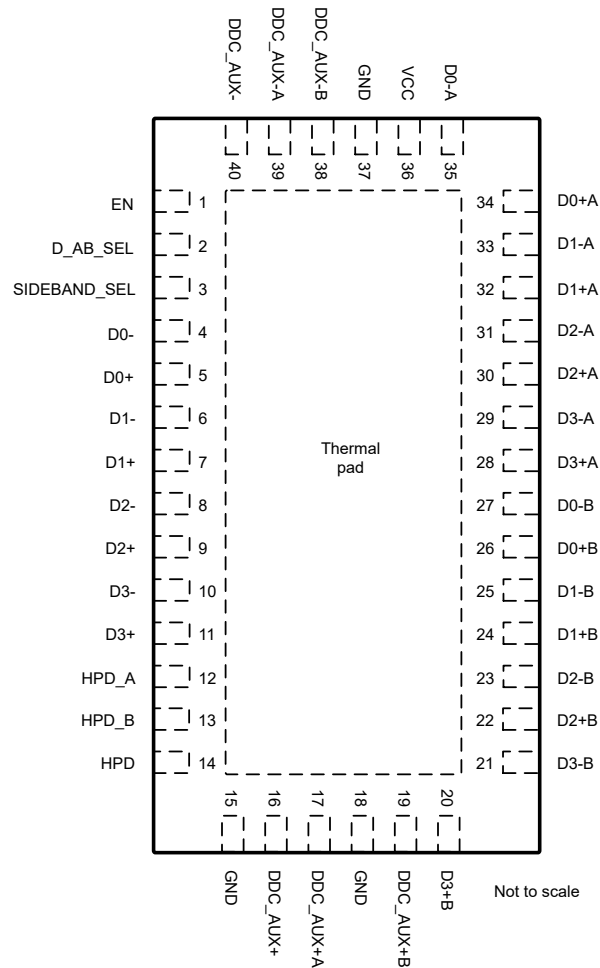 DDC_AUX-
DDC_AUX-A
DDC_AUX-B
GND
VCC
D0-A
40
39
38
37
36
35
EN 1
D_AB_SEL 2
SIDEBAND_SEL 3
D0- 4
D0+ 5
D1- 6
D1+ 7
D2- 8
D2+ 9
D3- 10
D3+ 11
HPD_A 12
HPD_B 13
HPD 14
Thermal
pad
34 D0+A
33 D1-A
32 D1+A
31 D2-A
30 D2+A
29 D3-A
28 D3+A
27 D0-B
26 D0+B
25 D1-B
24 D1+B
23 D2-B
22 D2+B
21 D3-B
15
16
17
18
19
20
GND
DDC_AUX+
DDC_AUX+A
GND
DDC_AUX+B
D3+B
Not to scale